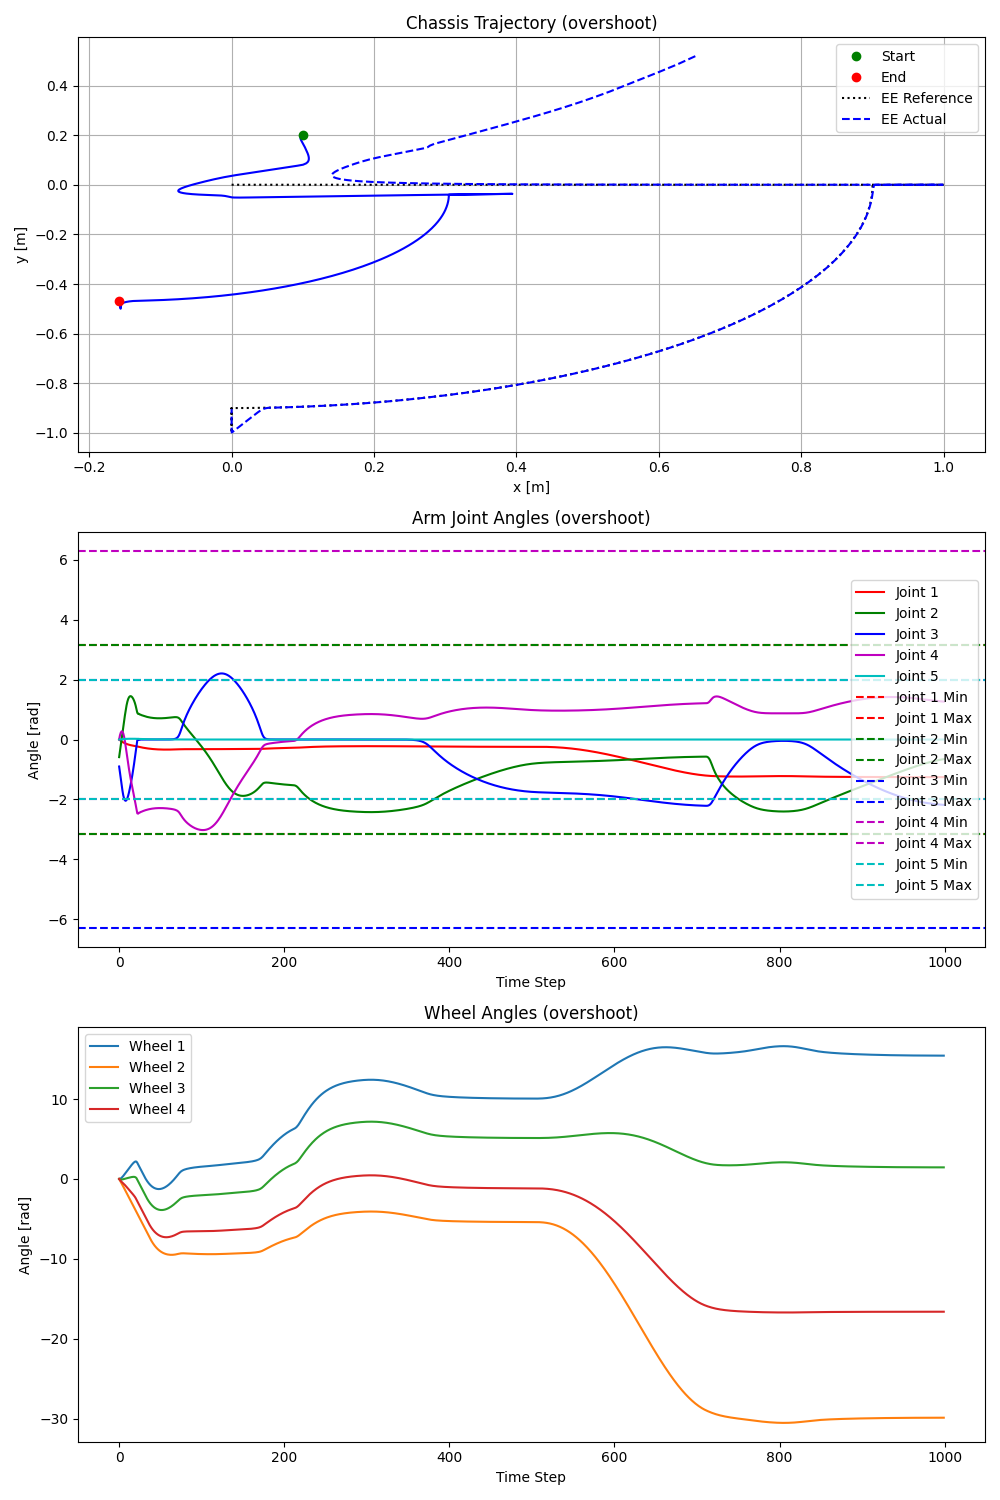 Chassis Trajectory (overshoot)
y [m]
0.4
0.2
0.0
−0.2
−0.4
−0.6
−0.8
−1.0
Start
End
EE Reference
EE Actual
−0.2 0.0 0.2 0.4 0.6 0.8 1.0
x [m]
Arm Joint Angles (overshoot)
Angle [rad]
6
4
2
0
−2
−4
−6
Joint 1
Joint 2
Joint 3
Joint 4
Joint 5
Joint 1 Min
Joint 1 Max
Joint 2 Min
Joint 2 Max
Joint 3 Min
Joint 3 Max
Joint 4 Min
Joint 4 Max
Joint 5 Min
Joint 5 Max
0 200 400 600 800 1000
Time Step
Wheel Angles (overshoot)
Angle [rad]
10
0
−10
−20
−30
Wheel 1
Wheel 2
Wheel 3
Wheel 4
0 200 400 600 800 1000
Time Step